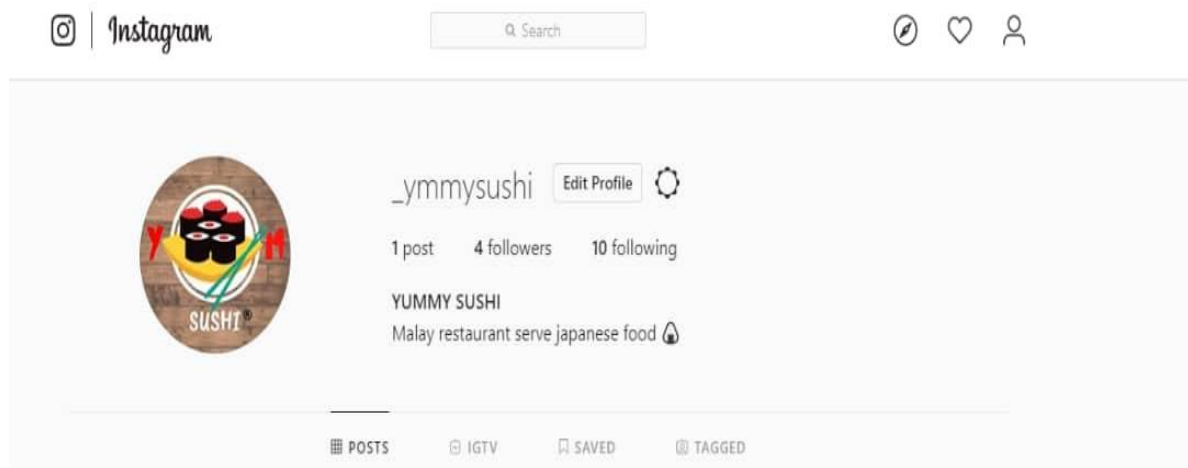 Instagram
Search
_ymmysushi Edit Profile
1 post 4 followers 10 following
YUMMY SUSHI
Malay restaurant serve japanese food
Y M
SUSHI®
POSTS IGTV SAVED TAGGED